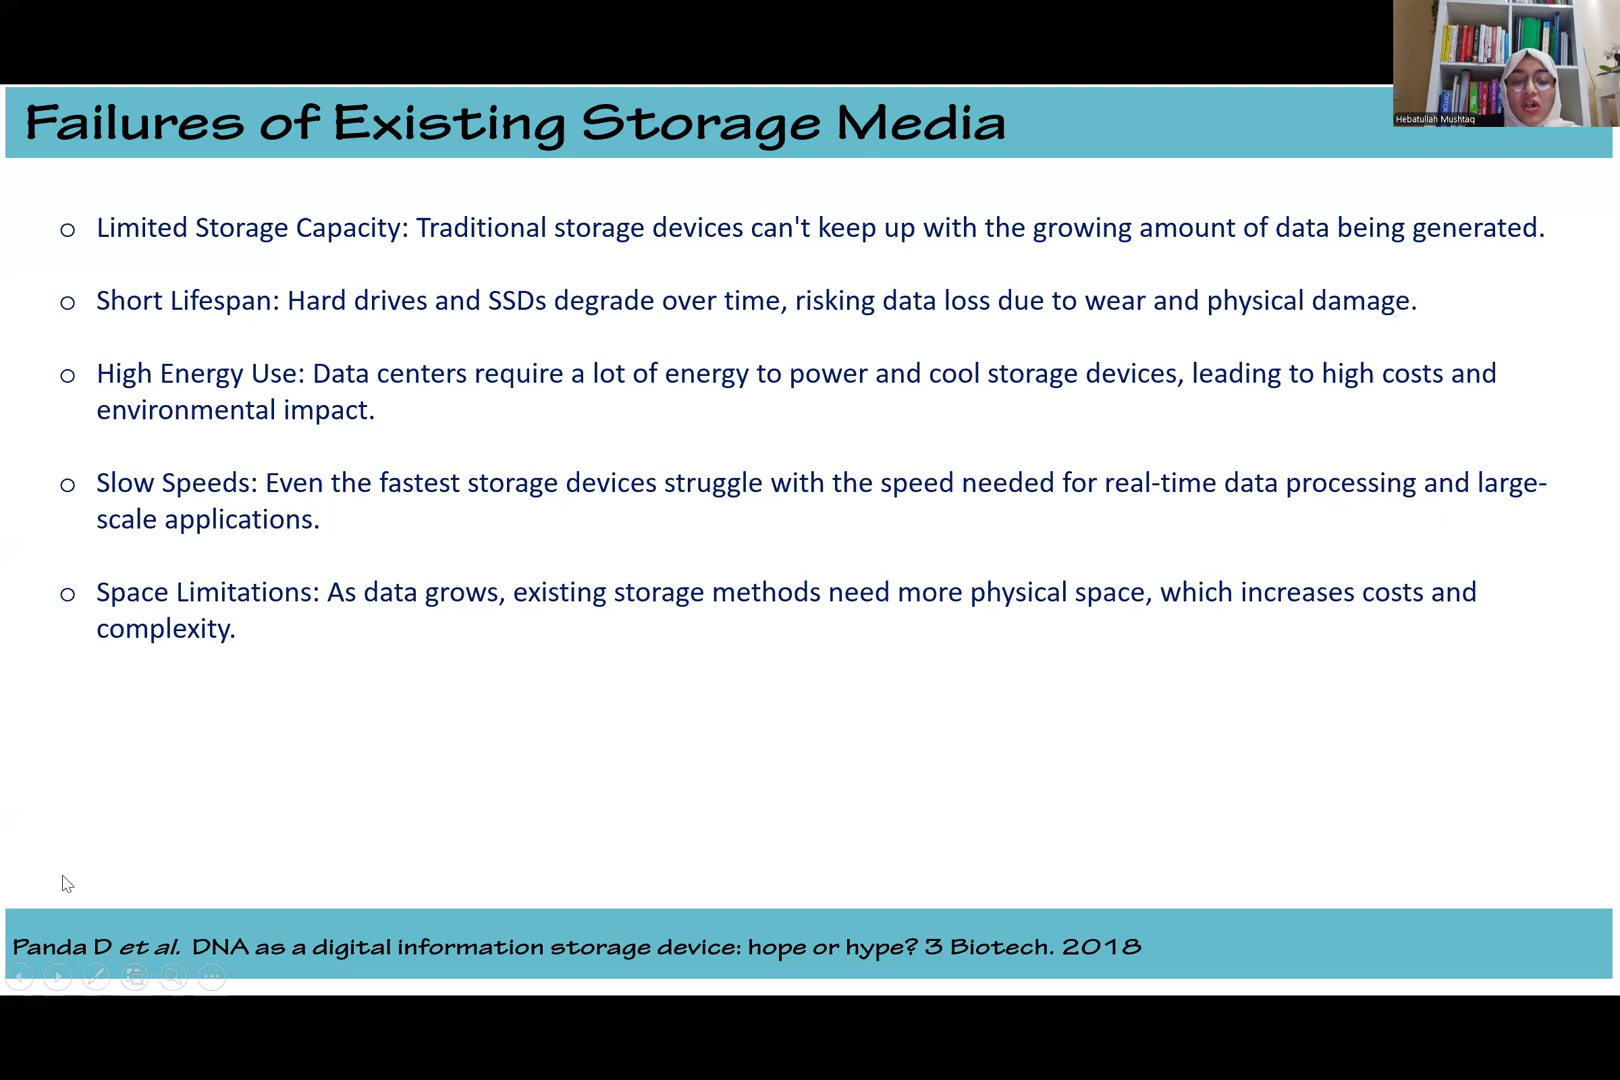 Hebatullah Mushtaq
Failures of Existing Storage Media
o Limited Storage Capacity: Traditional storage devices can't keep up with the growing amount of data being generated.
o Short Lifespan: Hard drives and SSDs degrade over time, risking data loss due to wear and physical damage.
o High Energy Use: Data centers require a lot of energy to power and cool storage devices, leading to high costs and
environmental impact.
o Slow Speeds: Even the fastest storage devices struggle with the speed needed for real-time data processing and large-
scale applications.
o Space Limitations: As data grows, existing storage methods need more physical space, which increases costs and
complexity.
Panda D et al. DNA as a digital information storage device: hope or hype? 3 Biotech. 2018